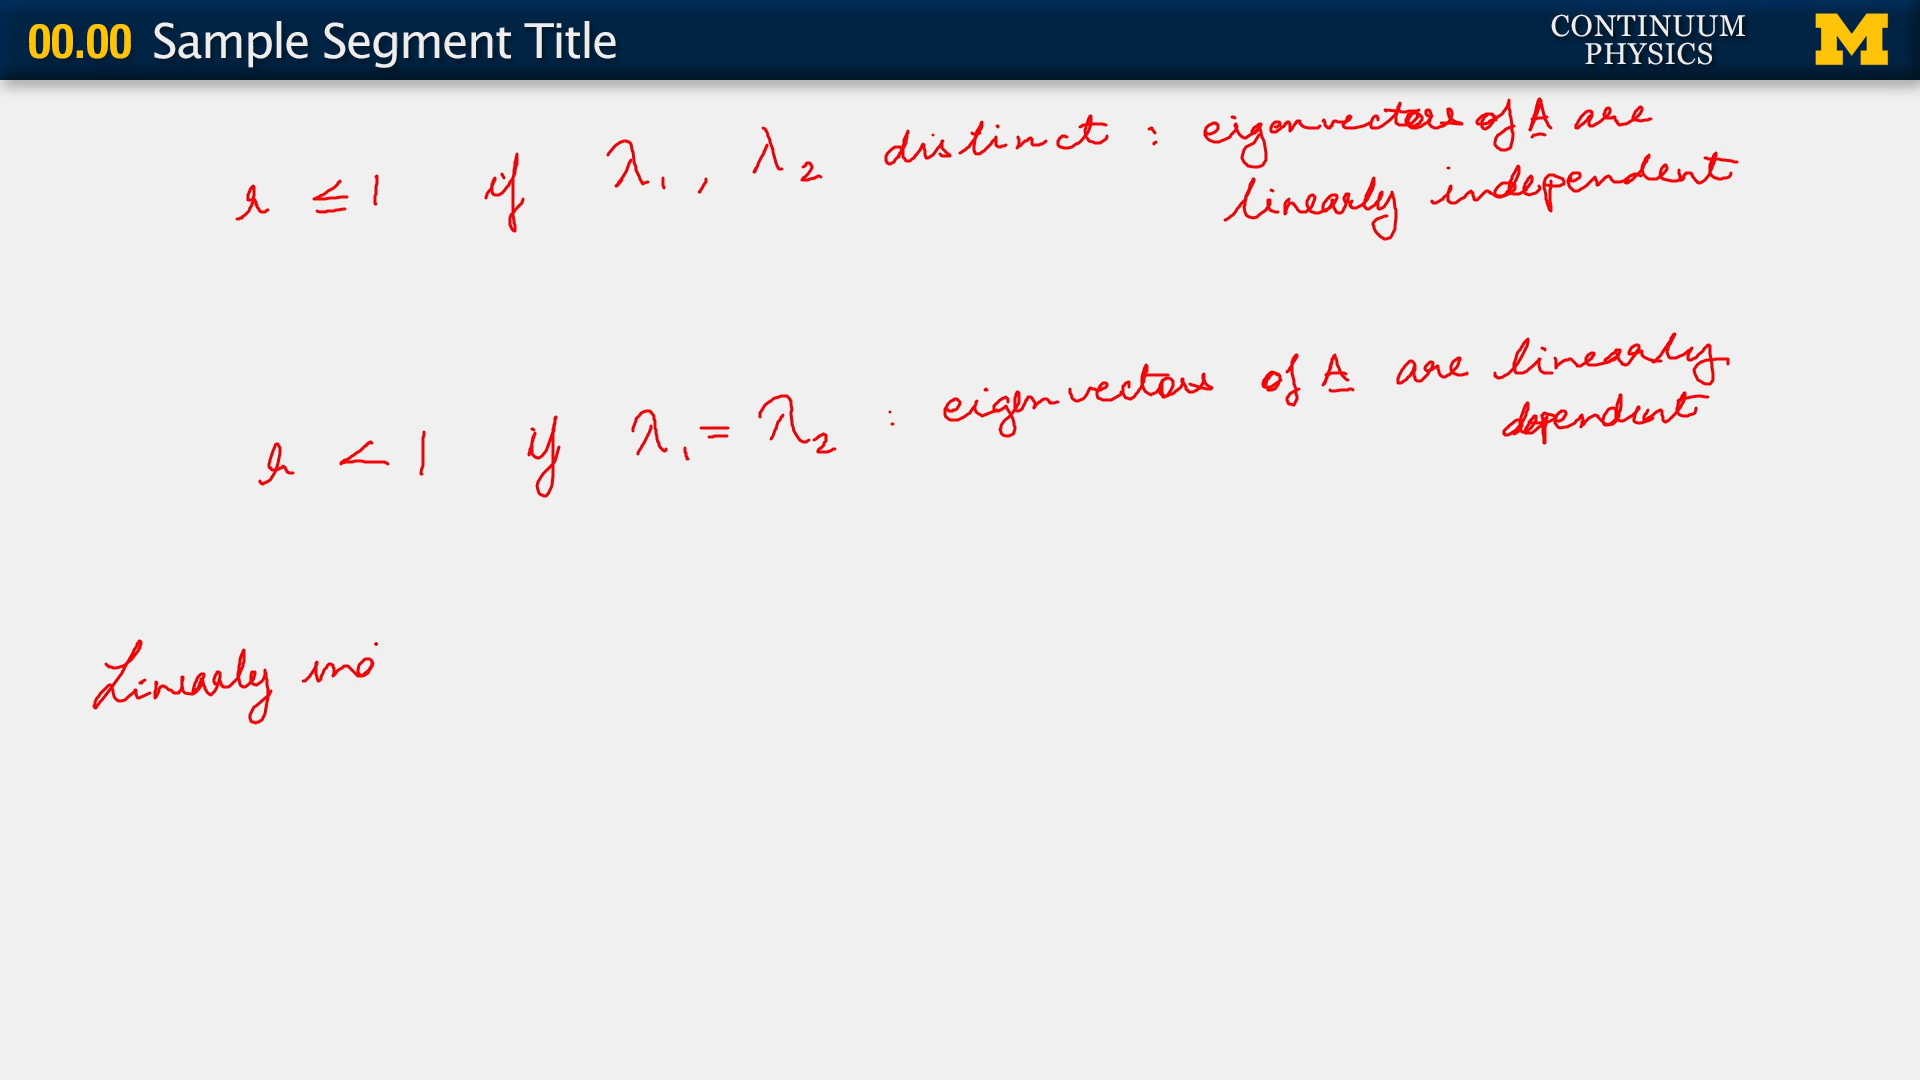 00.00 Sample Segment Title
CONTINUUM
PHYSICS
M
r ≤ 1 if λ₁, λ₂ distinct : eigenvectors of A are
linearly independent
r < 1 if λ₁ = λ₂ : eigenvectors of A are linearly
dependent
Linearly